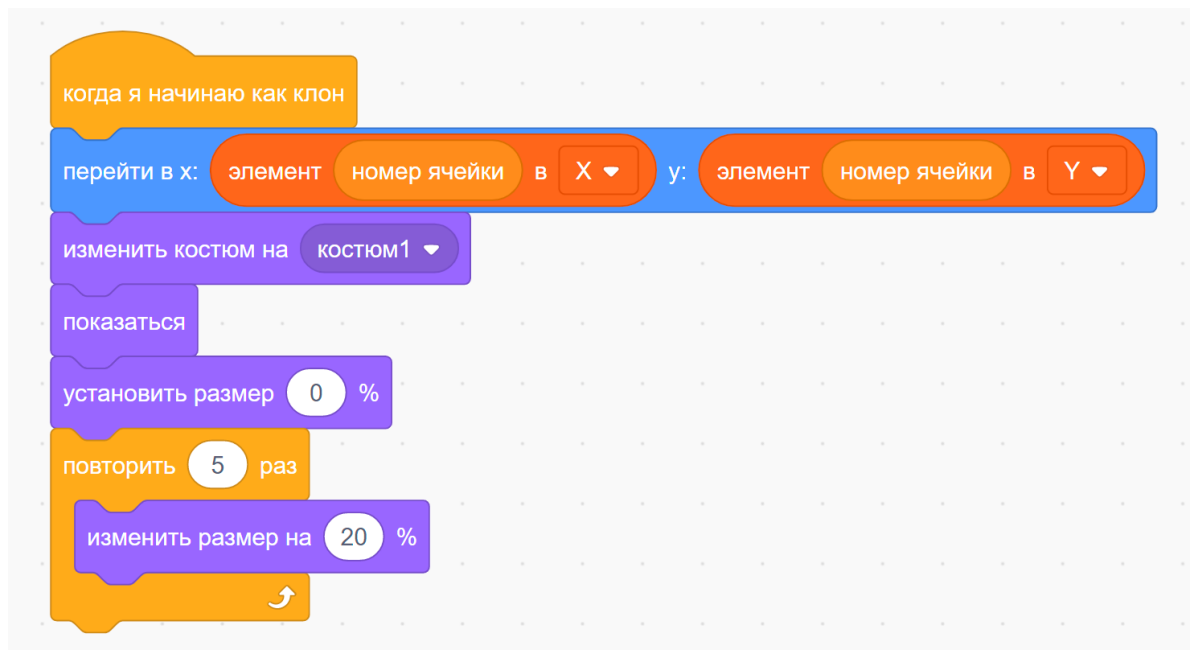 когда я начинаю как клон
перейти в x: элемент номер ячейки в X y: элемент номер ячейки в Y
изменить костюм на костюм1
показаться
установить размер 0 %
повторить 5 раз
изменить размер на 20 %